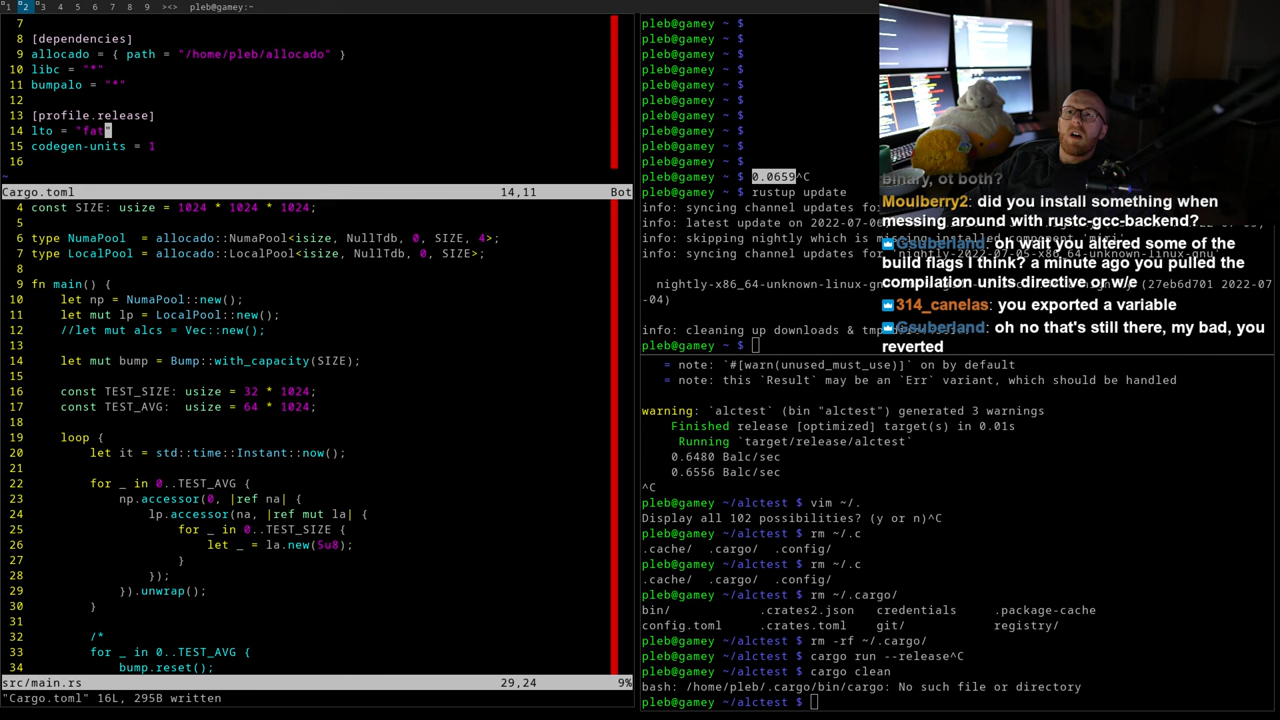 1 2 3 4 5 6 7 8 9 ><> pleb@gamey:~
7
8 [dependencies]
9 allocado = { path = "/home/pleb/allocado" }
10 libc = "*"
11 bumpalo = "*"
12
13 [profile.release]
14 lto = "fat"
15 codegen-units = 1
16
~
Cargo.toml 14,11 Bot
4 const SIZE: usize = 1024 * 1024 * 1024;
5
6 type NumaPool = allocado::NumaPool<isize, NullTdb, 0, SIZE, 4>;
7 type LocalPool = allocado::LocalPool<isize, NullTdb, 0, SIZE>;
8
9 fn main() {
10 let np = NumaPool::new();
11 let mut lp = LocalPool::new();
12 //let mut alcs = Vec::new();
13
14 let mut bump = Bump::with_capacity(SIZE);
15
16 const TEST_SIZE: usize = 32 * 1024;
17 const TEST_AVG: usize = 64 * 1024;
18
19 loop {
20 let it = std::time::Instant::now();
21
22 for _ in 0..TEST_AVG {
23 np.accessor(0, |ref na| {
24 lp.accessor(na, |ref mut la| {
25 for _ in 0..TEST_SIZE {
26 let _ = la.new(5u8);
27 }
28 });
29 }).unwrap();
30 }
31
32 /*
33 for _ in 0..TEST_AVG {
34 bump.reset();
src/main.rs 29,24 9%
"Cargo.toml" 16L, 295B written
pleb@gamey ~ $
pleb@gamey ~ $
pleb@gamey ~ $
pleb@gamey ~ $
pleb@gamey ~ $
pleb@gamey ~ $
pleb@gamey ~ $
pleb@gamey ~ $
pleb@gamey ~ $
pleb@gamey ~ $
pleb@gamey ~ $ 0.0659^C
pleb@gamey ~ $ rustup update
info: syncing channel updates fo
info: latest update on 2022-07-0
info: skipping nightly which is
info: syncing channel updates for
nightly-x86_64-unknown-linux-gn (27eb6d701 2022-07
-04)
info: cleaning up downloads & tmp
pleb@gamey ~ $
binary, ot both?
Moulberry2: did you install something when
messing around with rustc-gcc-backend?
Gsuberland: oh wait you altered some of the
build flags I think? a minute ago you pulled the
compilation units directive or w/e
314_canelas: you exported a variable
Gsuberland: oh no that's still there, my bad, you
reverted
= note: `#[warn(unused_must_use)]` on by default
= note: this `Result` may be an `Err` variant, which should be handled
warning: `alctest` (bin "alctest") generated 3 warnings
Finished release [optimized] target(s) in 0.01s
Running `target/release/alctest`
0.6480 Balc/sec
0.6556 Balc/sec
^C
pleb@gamey ~/alctest $ vim ~/.
Display all 102 possibilities? (y or n)^C
pleb@gamey ~/alctest $ rm ~/.c
.cache/ .cargo/ .config/
pleb@gamey ~/alctest $ rm ~/.c
.cache/ .cargo/ .config/
pleb@gamey ~/alctest $ rm ~/.cargo/
bin/ .crates2.json credentials .package-cache
config.toml .crates.toml git/ registry/
pleb@gamey ~/alctest $ rm -rf ~/.cargo/
pleb@gamey ~/alctest $ cargo run --release^C
pleb@gamey ~/alctest $ cargo clean
bash: /home/pleb/.cargo/bin/cargo: No such file or directory
pleb@gamey ~/alctest $